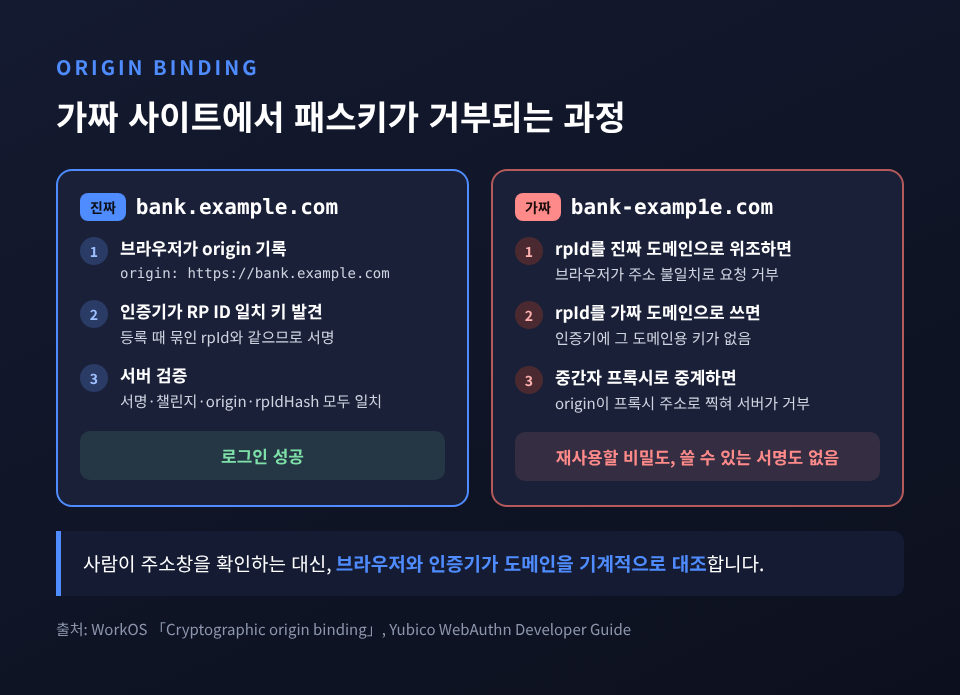 ORIGIN BINDING
가짜 사이트에서 패스키가 거부되는 과정
진짜 bank.example.com
1 브라우저가 origin 기록
origin: https://bank.example.com
2 인증기가 RP ID 일치 키 발견
등록 때 묶인 rpId와 같으므로 서명
3 서버 검증
서명·챌린지·origin·rpIdHash 모두 일치
로그인 성공
가짜 bank-examp1e.com
1 rpId를 진짜 도메인으로 위조하면
브라우저가 주소 불일치로 요청 거부
2 rpId를 가짜 도메인으로 쓰면
인증기에 그 도메인용 키가 없음
3 중간자 프록시로 중계하면
origin이 프록시 주소로 찍혀 서버가 거부
재사용할 비밀도, 쓸 수 있는 서명도 없음
사람이 주소창을 확인하는 대신, 브라우저와 인증기가 도메인을 기계적으로 대조합니다.
출처: WorkOS 「Cryptographic origin binding」, Yubico WebAuthn Developer Guide